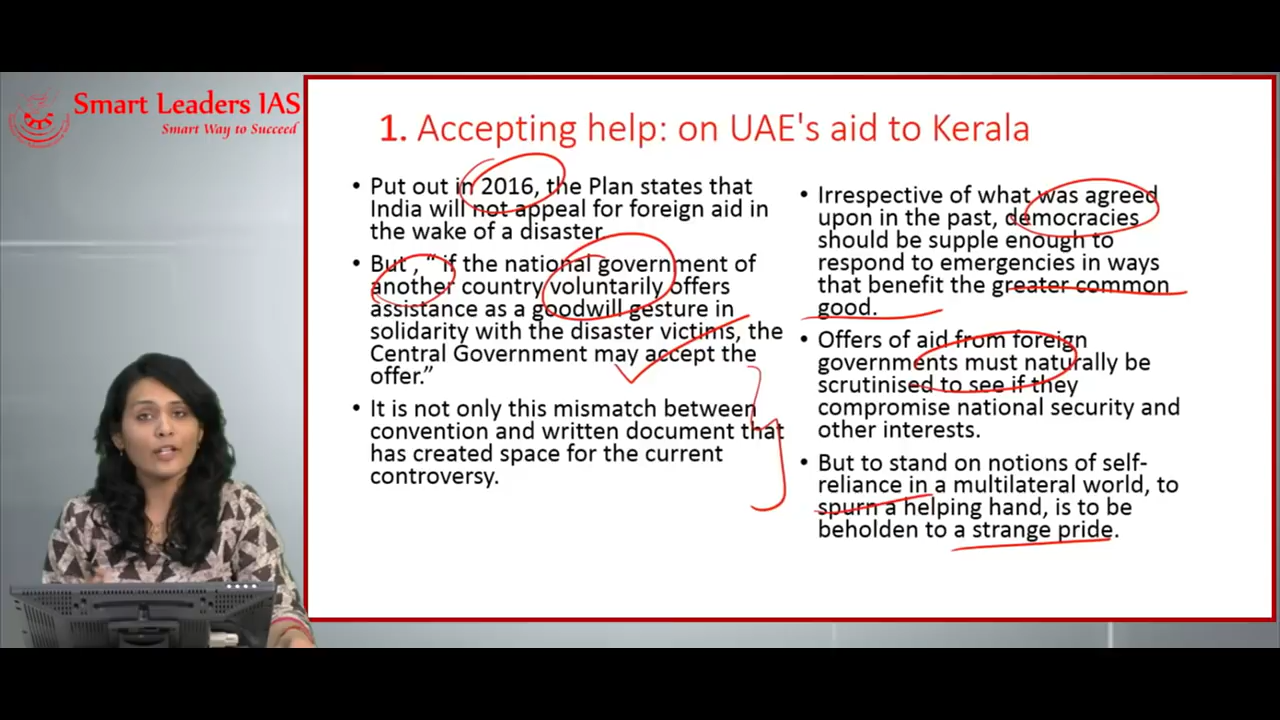 Smart Leaders IAS
Smart Way to Succeed
1. Accepting help: on UAE's aid to Kerala
• Put out in 2016, the Plan states that
India will not appeal for foreign aid in
the wake of a disaster.
• But , " if the national government of
another country voluntarily offers
assistance as a goodwill gesture in
solidarity with the disaster victims, the
Central Government may accept the
offer.”
• It is not only this mismatch between
convention and written document that
has created space for the current
controversy.
• Irrespective of what was agreed
upon in the past, democracies
should be supple enough to
respond to emergencies in ways
that benefit the greater common
good.
• Offers of aid from foreign
governments must naturally be
scrutinised to see if they
compromise national security and
other interests.
• But to stand on notions of self-
reliance in a multilateral world, to
spurn a helping hand, is to be
beholden to a strange pride.